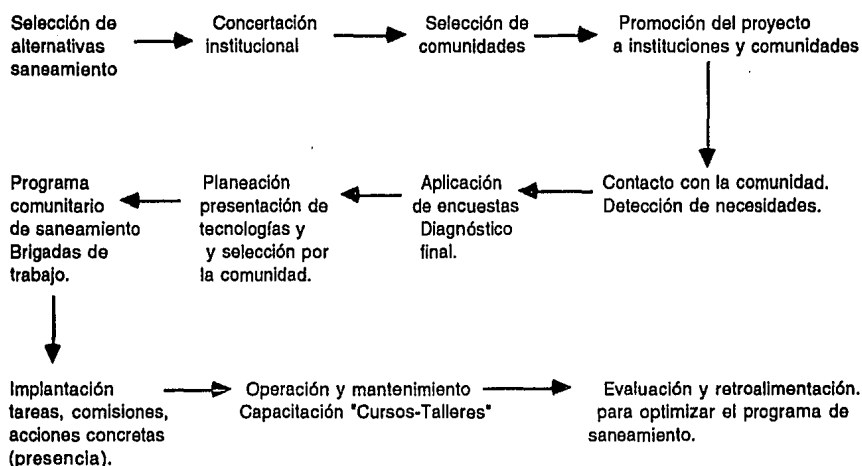 Selección de
alternativas
saneamiento
Concertación
institucional
Selección de
comunidades
Promoción del proyecto
a instituciones y comunidades
Programa
comunitario
de saneamiento
Brigadas de
trabajo.
Planeación
presentación de
tecnologías y
y selección por
la comunidad.
Aplicación
de encuestas
Diagnóstico
final.
Contacto con la comunidad.
Detección de necesidades.
Implantación
tareas, comisiones,
acciones concretas
(presencia).
Operación y mantenimiento
Capacitación "Cursos-Talleres"
Evaluación y retroalimentación.
para optimizar el programa de
saneamiento.